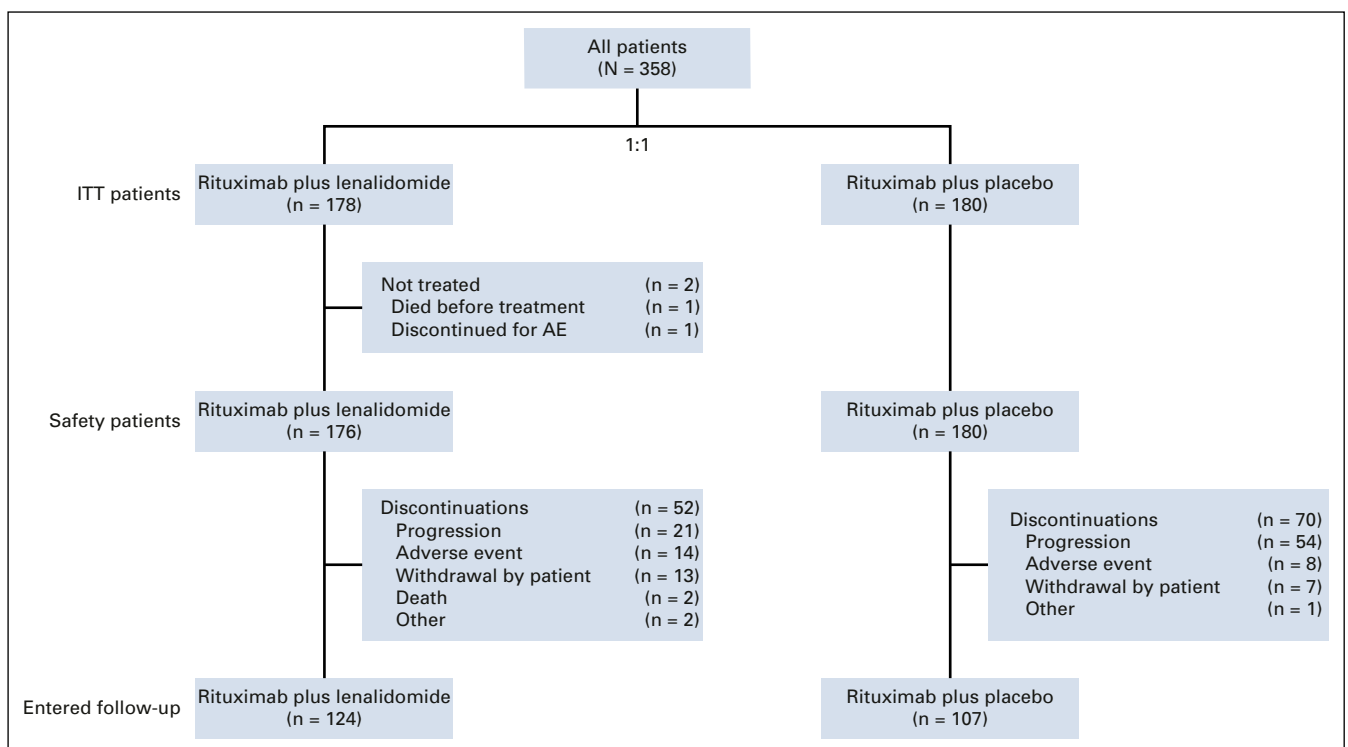 All patients
(N = 358)
1:1
ITT patients
Rituximab plus lenalidomide
(n = 178)
Rituximab plus placebo
(n = 180)
Not treated (n = 2)
Died before treatment (n = 1)
Discontinued for AE (n = 1)
Safety patients
Rituximab plus lenalidomide
(n = 176)
Rituximab plus placebo
(n = 180)
Discontinuations (n = 52)
Progression (n = 21)
Adverse event (n = 14)
Withdrawal by patient (n = 13)
Death (n = 2)
Other (n = 2)
Discontinuations (n = 70)
Progression (n = 54)
Adverse event (n = 8)
Withdrawal by patient (n = 7)
Other (n = 1)
Entered follow-up
Rituximab plus lenalidomide
(n = 124)
Rituximab plus placebo
(n = 107)